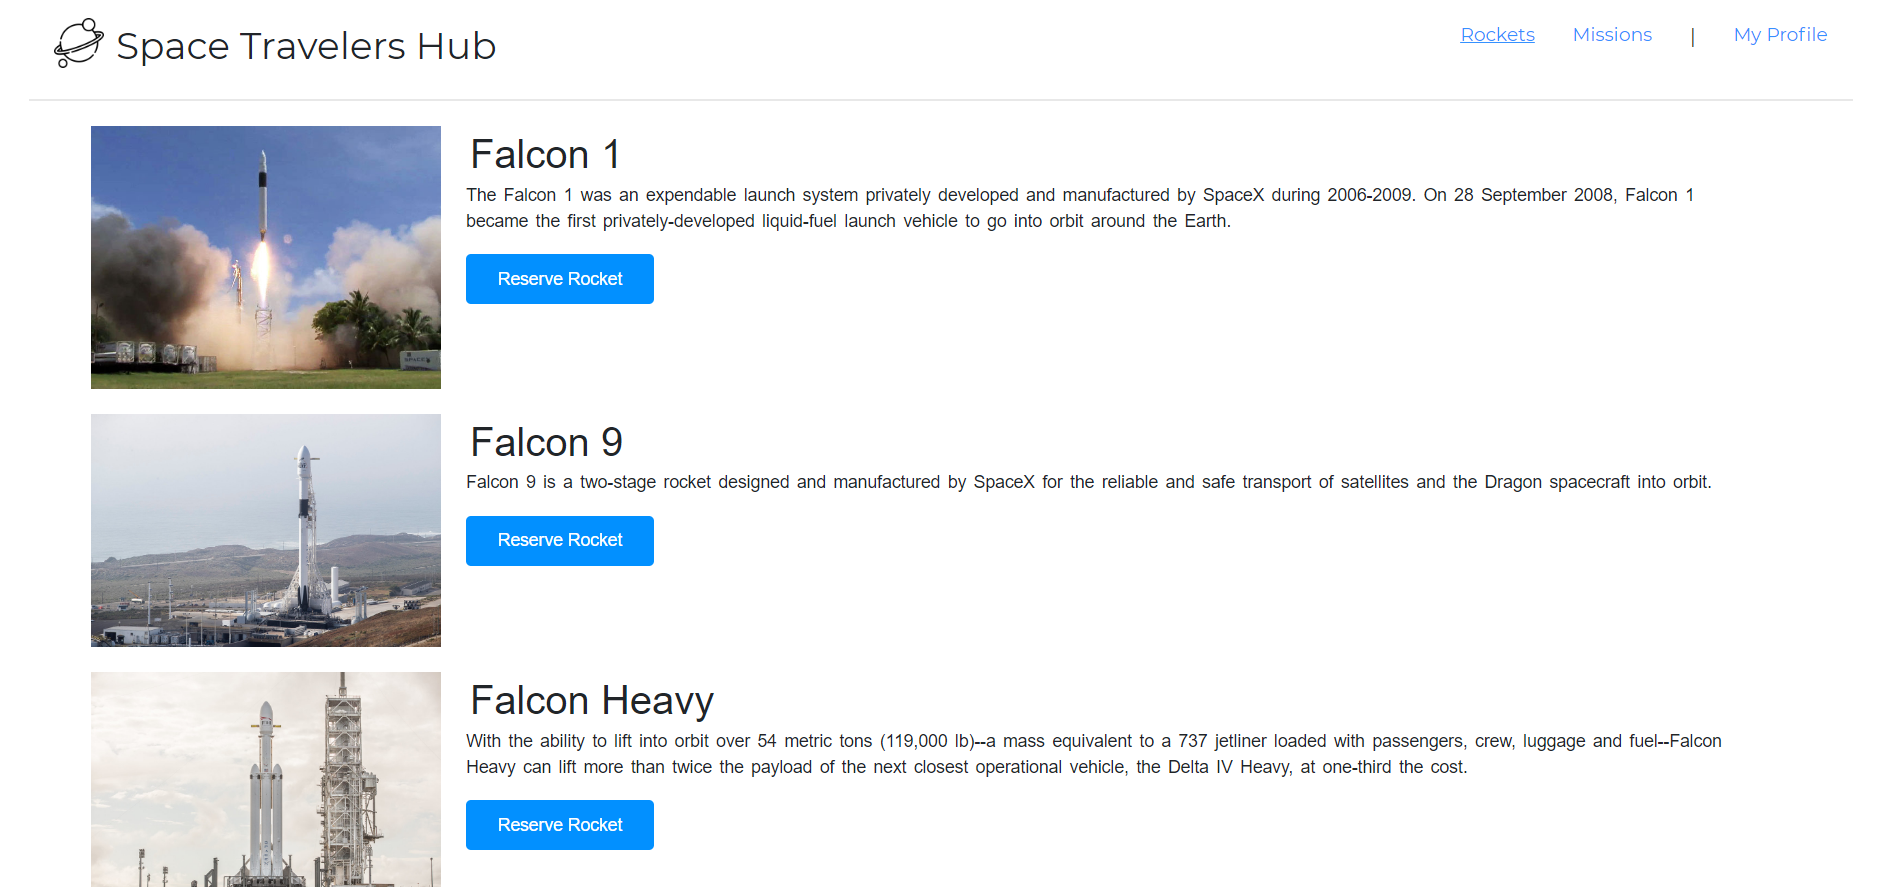 Space Travelers Hub
Rockets Missions | My Profile
Falcon 1
The Falcon 1 was an expendable launch system privately developed and manufactured by SpaceX during 2006-2009. On 28 September 2008, Falcon 1
became the first privately-developed liquid-fuel launch vehicle to go into orbit around the Earth.
Reserve Rocket
Falcon 9
Falcon 9 is a two-stage rocket designed and manufactured by SpaceX for the reliable and safe transport of satellites and the Dragon spacecraft into orbit.
Reserve Rocket
Falcon Heavy
With the ability to lift into orbit over 54 metric tons (119,000 lb)--a mass equivalent to a 737 jetliner loaded with passengers, crew, luggage and fuel--Falcon
Heavy can lift more than twice the payload of the next closest operational vehicle, the Delta IV Heavy, at one-third the cost.
Reserve Rocket